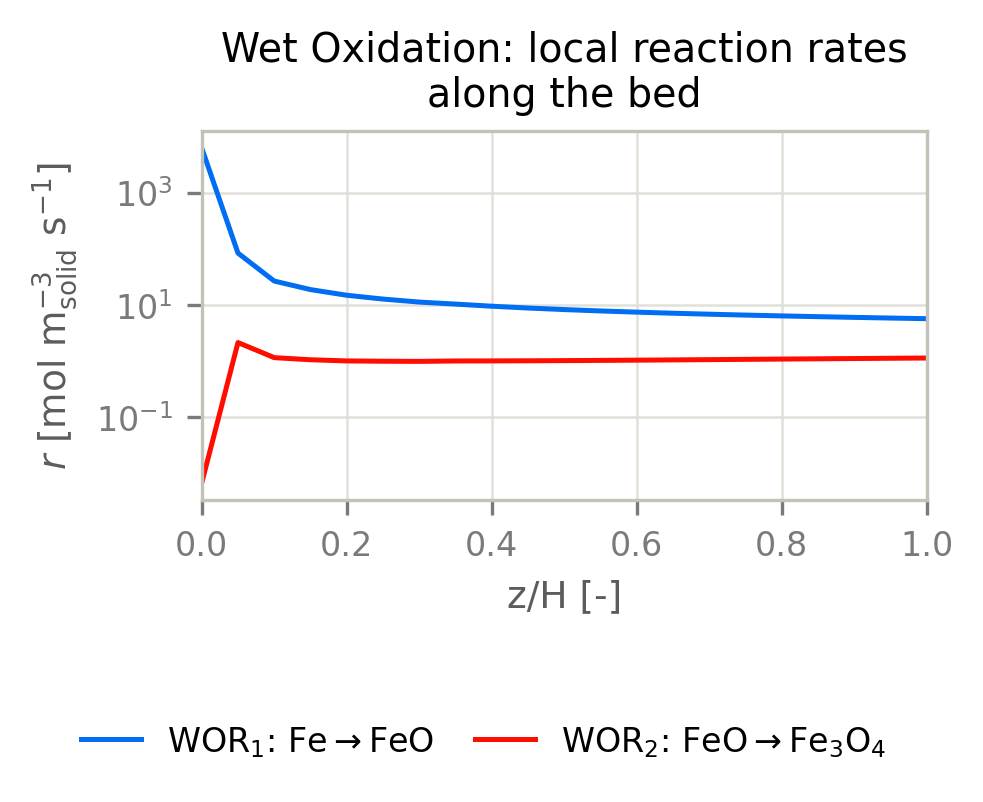 Wet Oxidation: local reaction rates
along the bed
r [mol m⁻³_solid s⁻¹]
10³
10¹
10⁻¹
0.0 0.2 0.4 0.6 0.8 1.0
z/H [-]
WOR₁: Fe→FeO WOR₂: FeO→Fe₃O₄